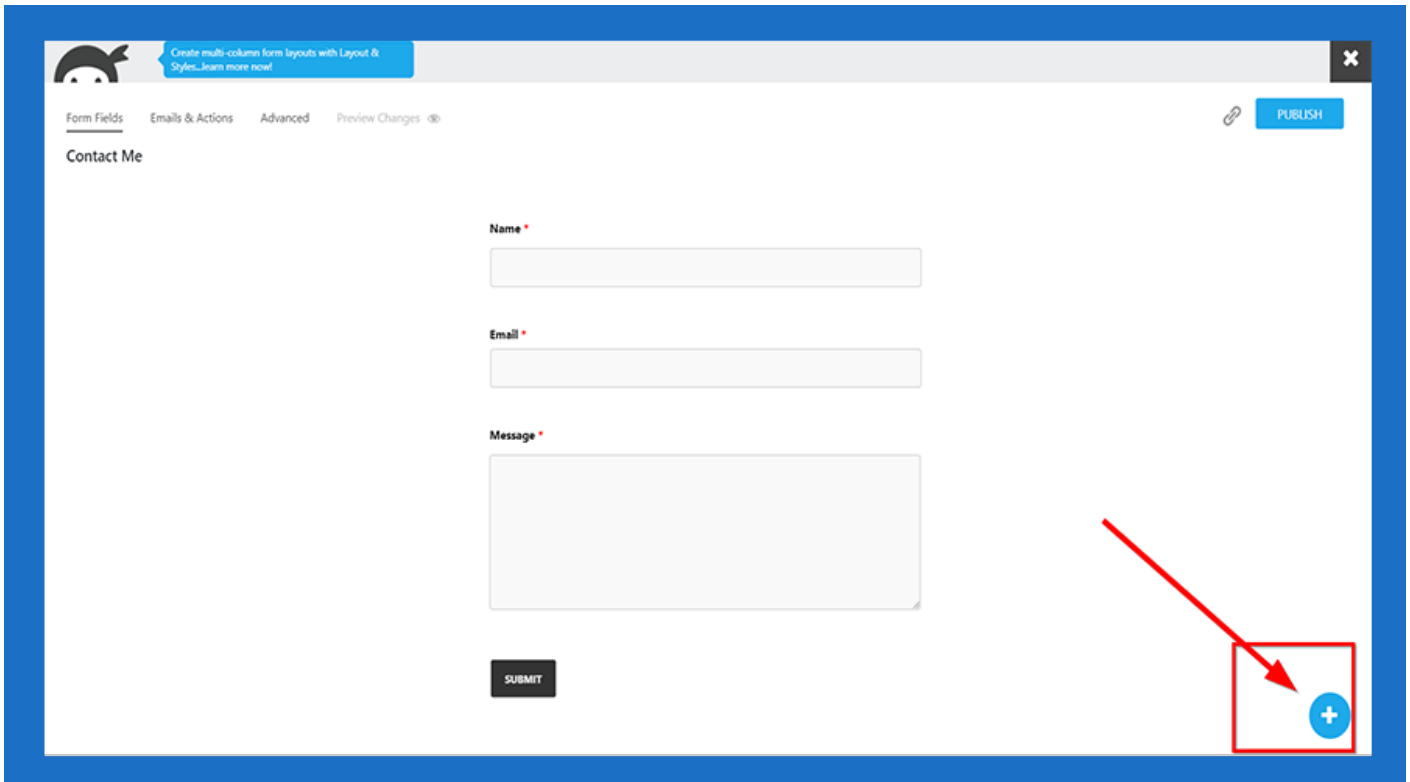 Create multi-column form layouts with Layout &
Styles...learn more now!
Form Fields Emails & Actions Advanced Preview Changes
PUBLISH
Contact Me
Name *
Email *
Message *
SUBMIT